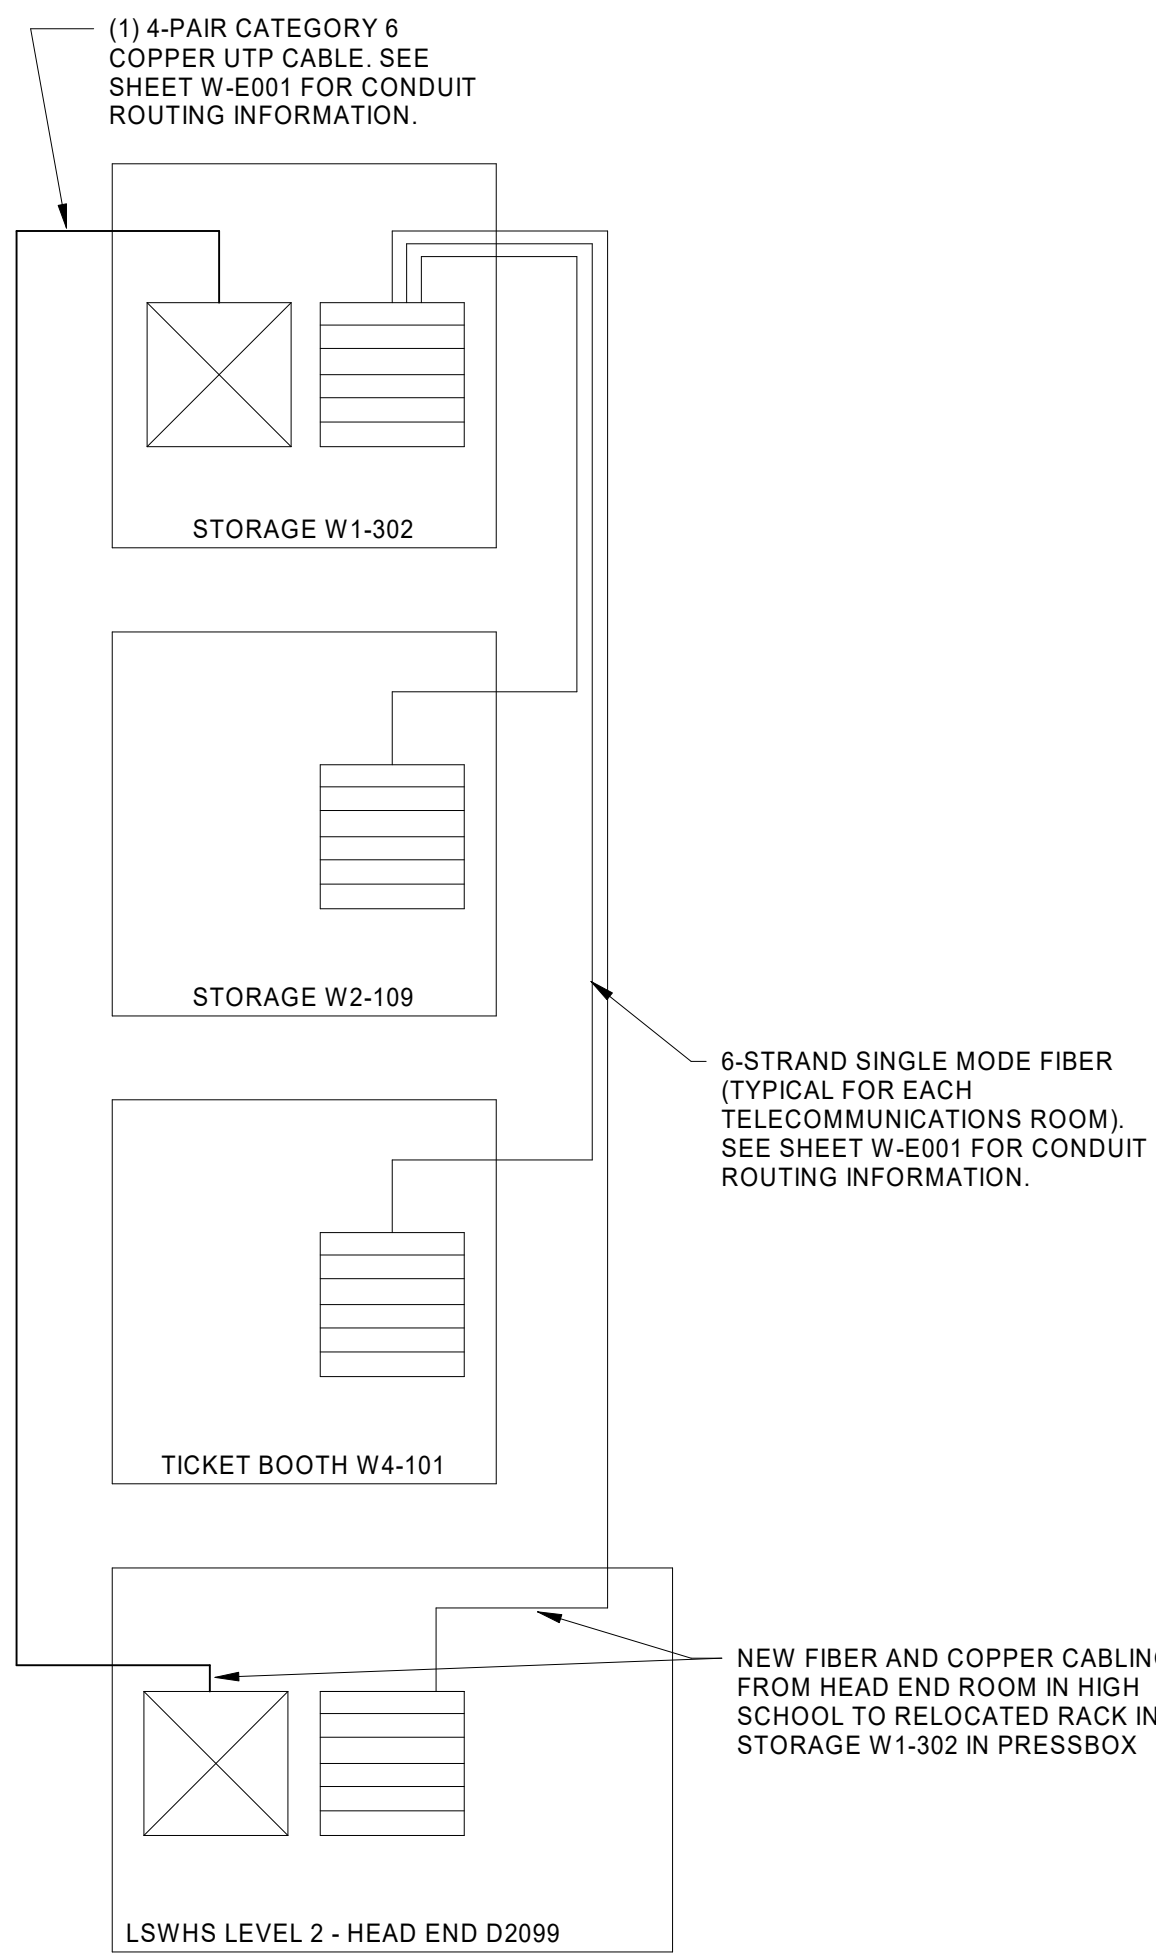 (1) 4-PAIR CATEGORY 6
COPPER UTP CABLE. SEE
SHEET W-E001 FOR CONDUIT
ROUTING INFORMATION.
STORAGE W1-302
STORAGE W2-109
6-STRAND SINGLE MODE FIBER
(TYPICAL FOR EACH
TELECOMMUNICATIONS ROOM).
SEE SHEET W-E001 FOR CONDUIT
ROUTING INFORMATION.
TICKET BOOTH W4-101
NEW FIBER AND COPPER CABLING
FROM HEAD END ROOM IN HIGH
SCHOOL TO RELOCATED RACK IN
STORAGE W1-302 IN PRESSBOX
LSWHS LEVEL 2 - HEAD END D2099